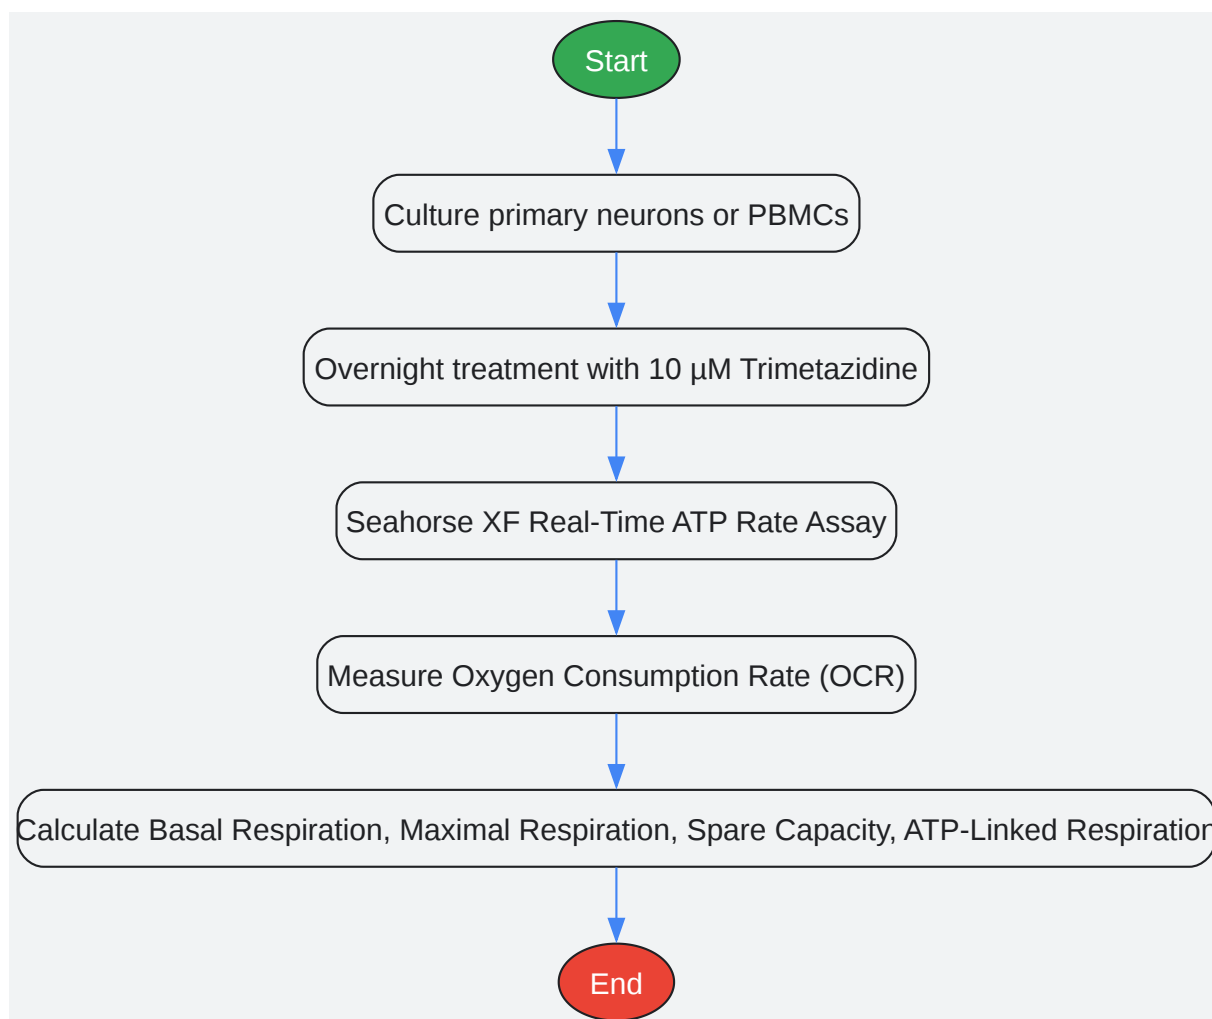 Start
Culture primary neurons or PBMCs
Overnight treatment with 10 µM Trimetazidine
Seahorse XF Real-Time ATP Rate Assay
Measure Oxygen Consumption Rate (OCR)
Calculate Basal Respiration, Maximal Respiration, Spare Capacity, ATP-Linked Respiration
End